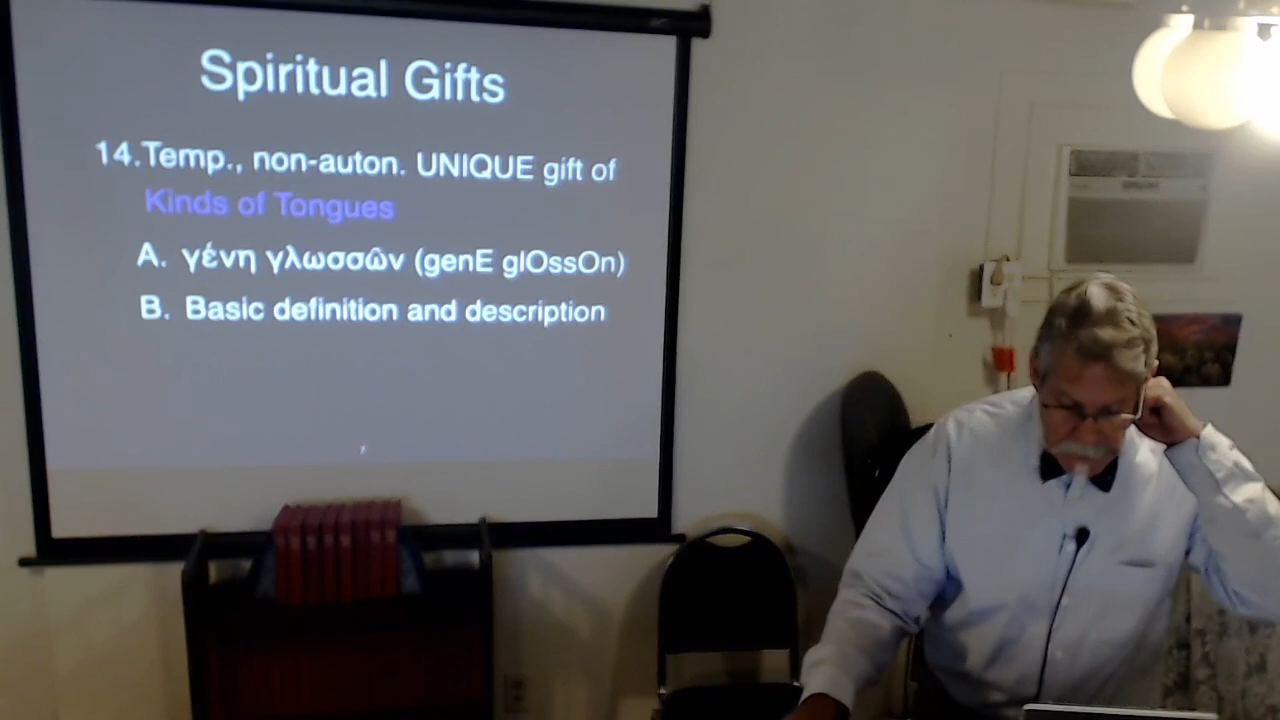 Spiritual Gifts
14.Temp., non-auton. UNIQUE gift of
Kinds of Tongues
A. γένη γλωσσῶν (genE glOssOn)
B. Basic definition and description
7